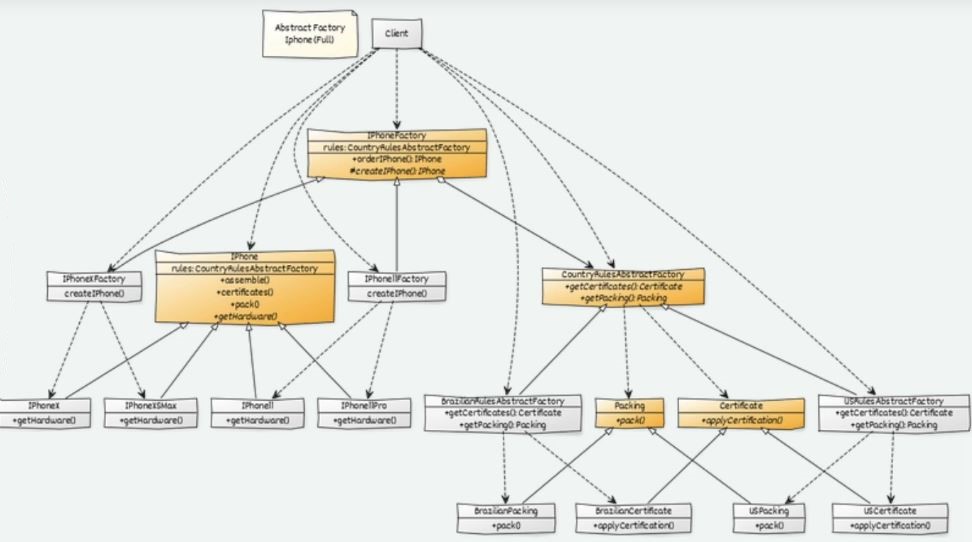 Abstract Factory
Iphone (Full)
Client
IPhoneFactory
rules: CountryRulesAbstractFactory
+orderIPhone(): IPhone
#createIPhone(): IPhone
IPhoneXFactory
createIPhone()
IPhone
rules: CountryRulesAbstractFactory
+assemble()
+certificates()
+pack()
+getHardware()
IPhone11Factory
createIPhone()
CountryRulesAbstractFactory
+getCertificates(): Certificate
+getPacking(): Packing
IPhoneX
+getHardware()
IPhoneXSMax
+getHardware()
IPhone11
+getHardware()
IPhone11Pro
+getHardware()
BrazilianRulesAbstractFactory
+getCertificates(): Certificate
+getPacking(): Packing
Packing
+pack()
Certificate
+applyCertification()
USRulesAbstractFactory
+getCertificates(): Certificate
+getPacking(): Packing
BrazilianPacking
+pack()
BrazilianCertificate
+applyCertification()
USPacking
+pack()
USCertificate
+applyCertification()